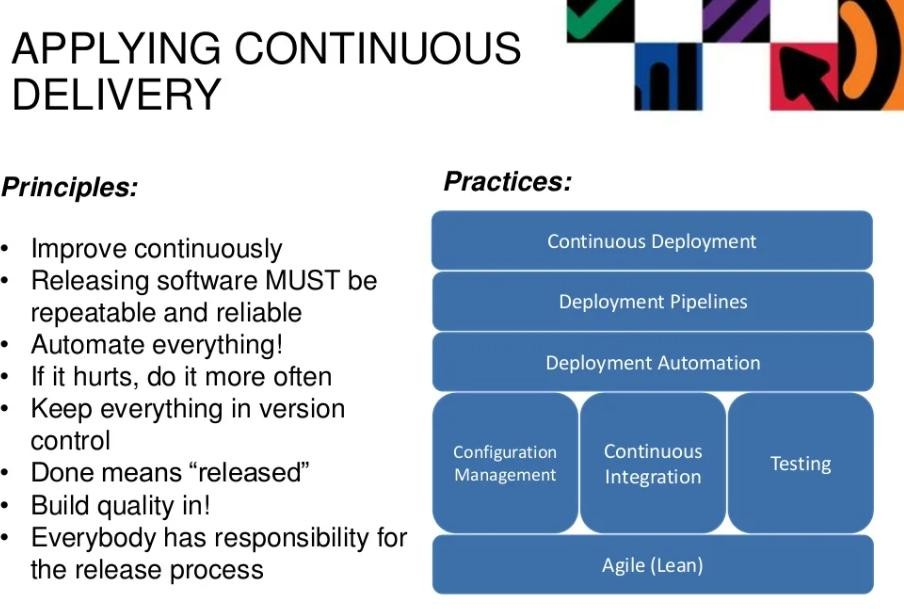 APPLYING CONTINUOUS
DELIVERY
Principles:
• Improve continuously
• Releasing software MUST be
repeatable and reliable
• Automate everything!
• If it hurts, do it more often
• Keep everything in version
control
• Done means “released”
• Build quality in!
• Everybody has responsibility for
the release process
Practices:
Continuous Deployment
Deployment Pipelines
Deployment Automation
Configuration
Management
Continuous
Integration
Testing
Agile (Lean)